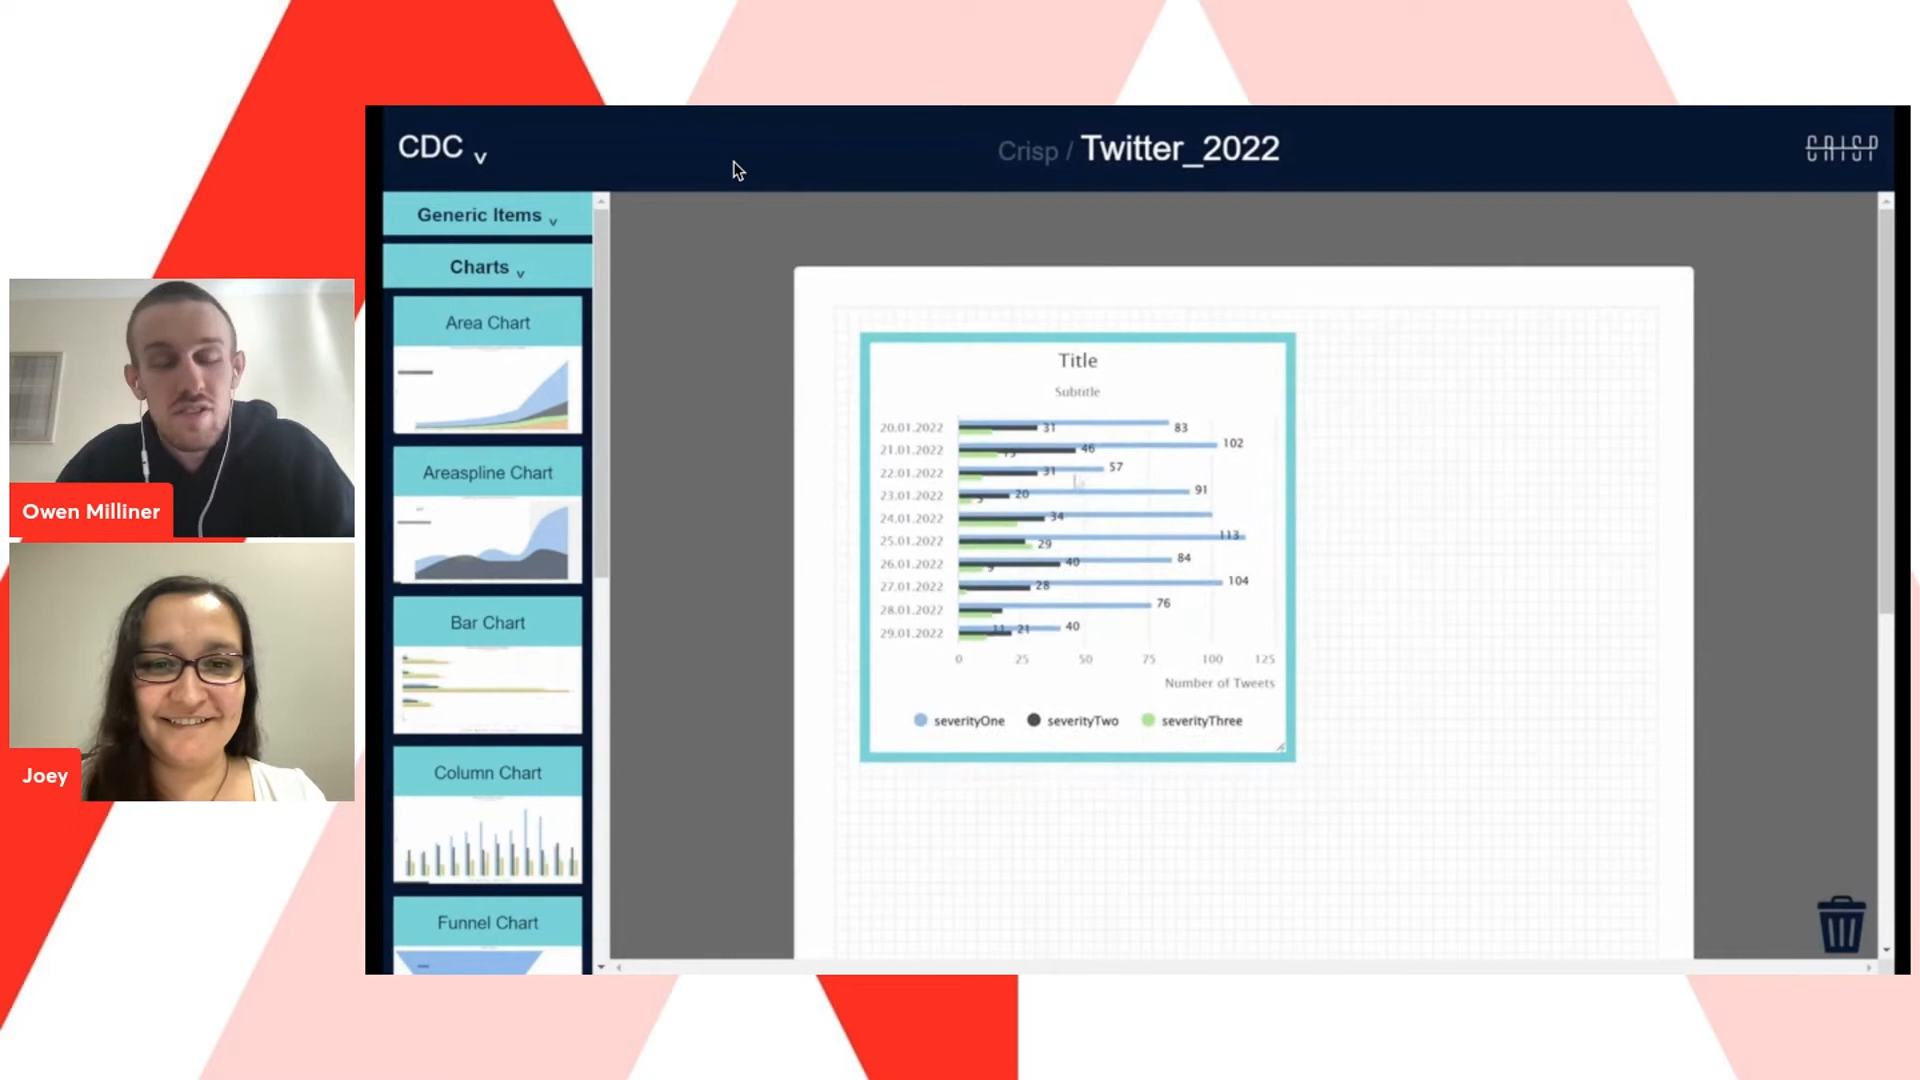 CDC v
Crisp / Twitter_2022
CRISP
Generic Items v
Charts v
Area Chart
Areaspline Chart
Bar Chart
Column Chart
Funnel Chart
Title
Subtitle
20.01.2022 31 83
21.01.2022 46 102
22.01.2022 31 57
23.01.2022 20 91
24.01.2022 34
25.01.2022 29 113
26.01.2022 9 40 84
27.01.2022 28 104
28.01.2022 76
29.01.2022 11 21 40
0 25 50 75 100 125
Number of Tweets
severityOne severityTwo severityThree
Owen Milliner
Joey